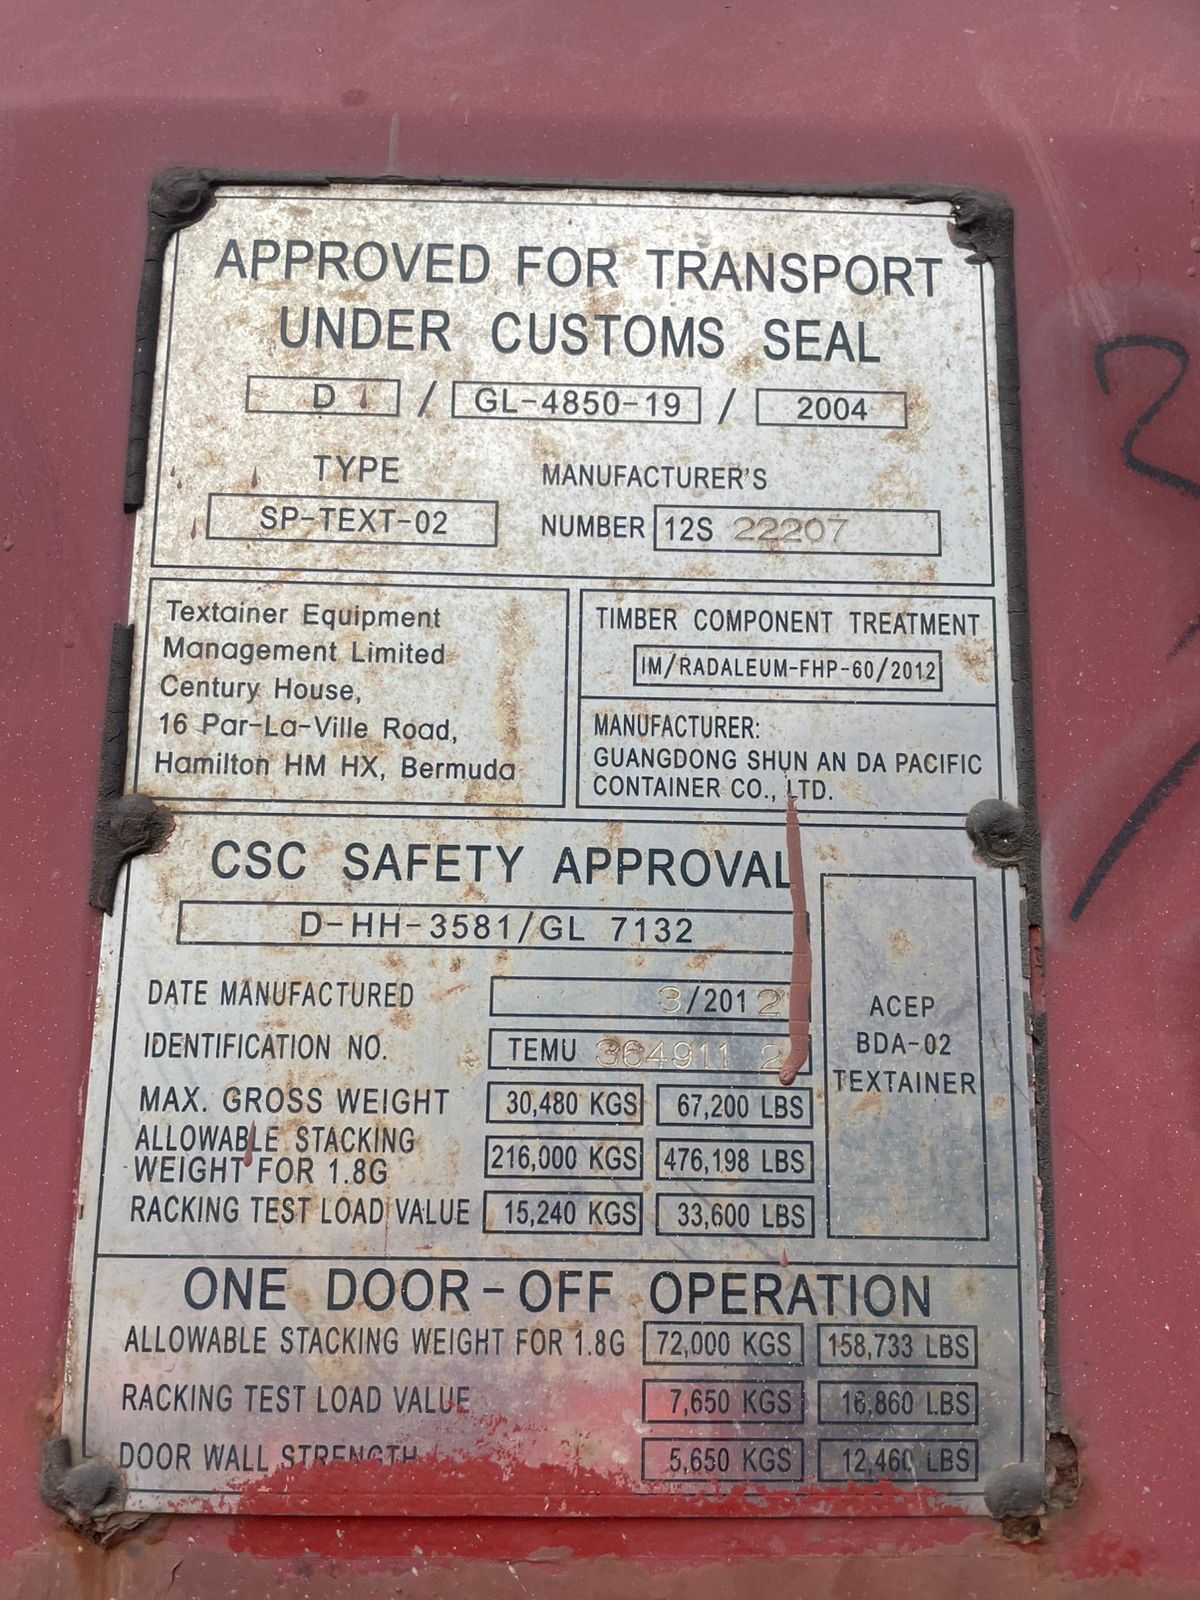 APPROVED FOR TRANSPORT
UNDER CUSTOMS SEAL
D / GL-4850-19 / 2004
TYPE
SP-TEXT-02
MANUFACTURER'S
NUMBER 12S 22207
Textainer Equipment
Management Limited
Century House,
16 Par-La-Ville Road,
Hamilton HM HX, Bermuda
TIMBER COMPONENT TREATMENT
IM/RADALEUM-FHP-60/2012
MANUFACTURER:
GUANGDONG SHUN AN DA PACIFIC
CONTAINER CO., LTD.
CSC SAFETY APPROVAL
D-HH-3581/GL 7132
DATE MANUFACTURED 3/2012
IDENTIFICATION NO. TEMU 364911 2
MAX. GROSS WEIGHT 30,480 KGS 67,200 LBS
ALLOWABLE STACKING
WEIGHT FOR 1.8G 216,000 KGS 476,198 LBS
RACKING TEST LOAD VALUE 15,240 KGS 33,600 LBS
ACEP
BDA-02
TEXTAINER
ONE DOOR-OFF OPERATION
ALLOWABLE STACKING WEIGHT FOR 1.8G 72,000 KGS 158,733 LBS
RACKING TEST LOAD VALUE 7,650 KGS 16,860 LBS
DOOR WALL STRENGTH 5,650 KGS 12,460 LBS